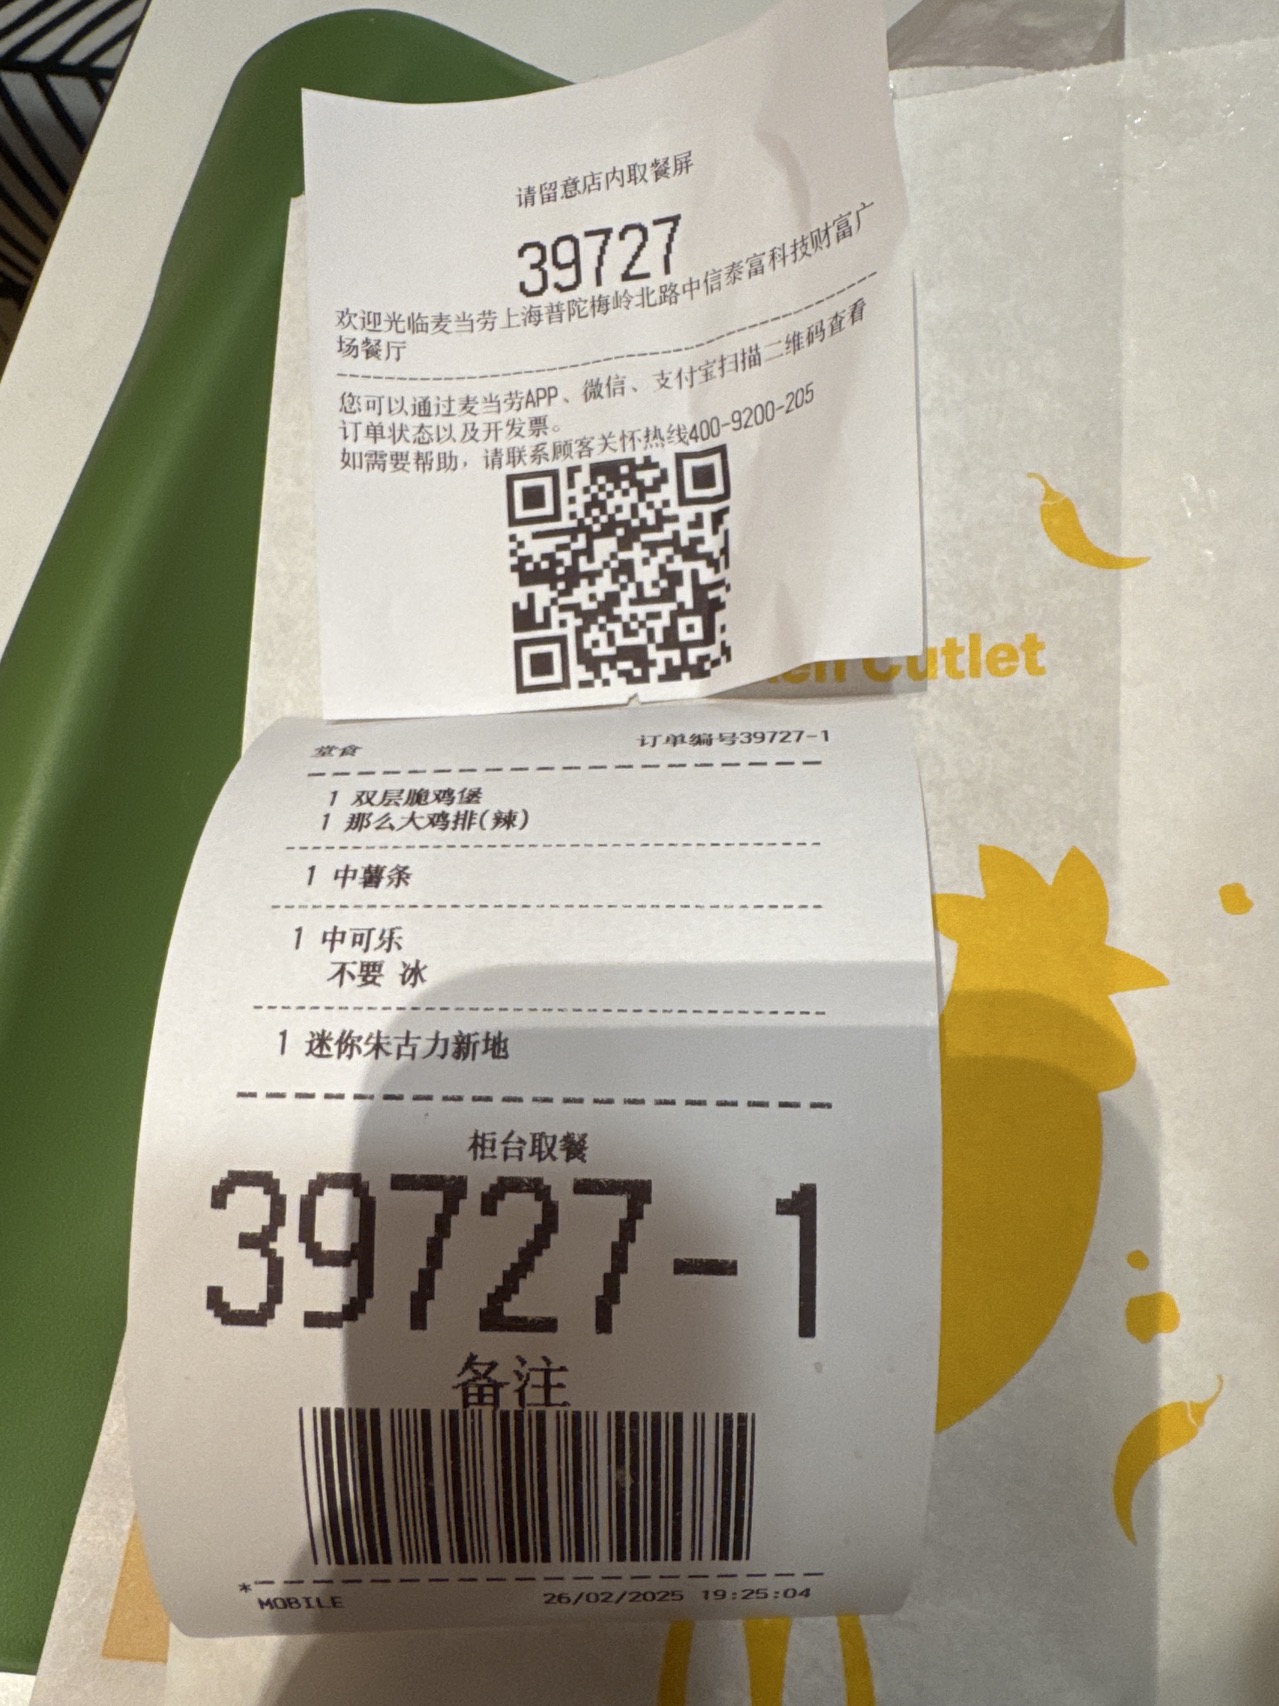 请留意店内取餐屏
39727
欢迎光临麦当劳上海普陀梅岭北路中信泰富科技财富广
场餐厅
您可以通过麦当劳APP、微信、支付宝扫描二维码查看
订单状态以及开发票。
如需要帮助，请联系顾客关怀热线400-9200-205
Cutlet
堂食 订单编号39727-1
1 双层脆鸡堡
1 那么大鸡排(辣)
1 中薯条
1 中可乐
不要 冰
1 迷你朱古力新地
柜台取餐
39727-1
备注
*
MOBILE 26/02/2025 19:25:04